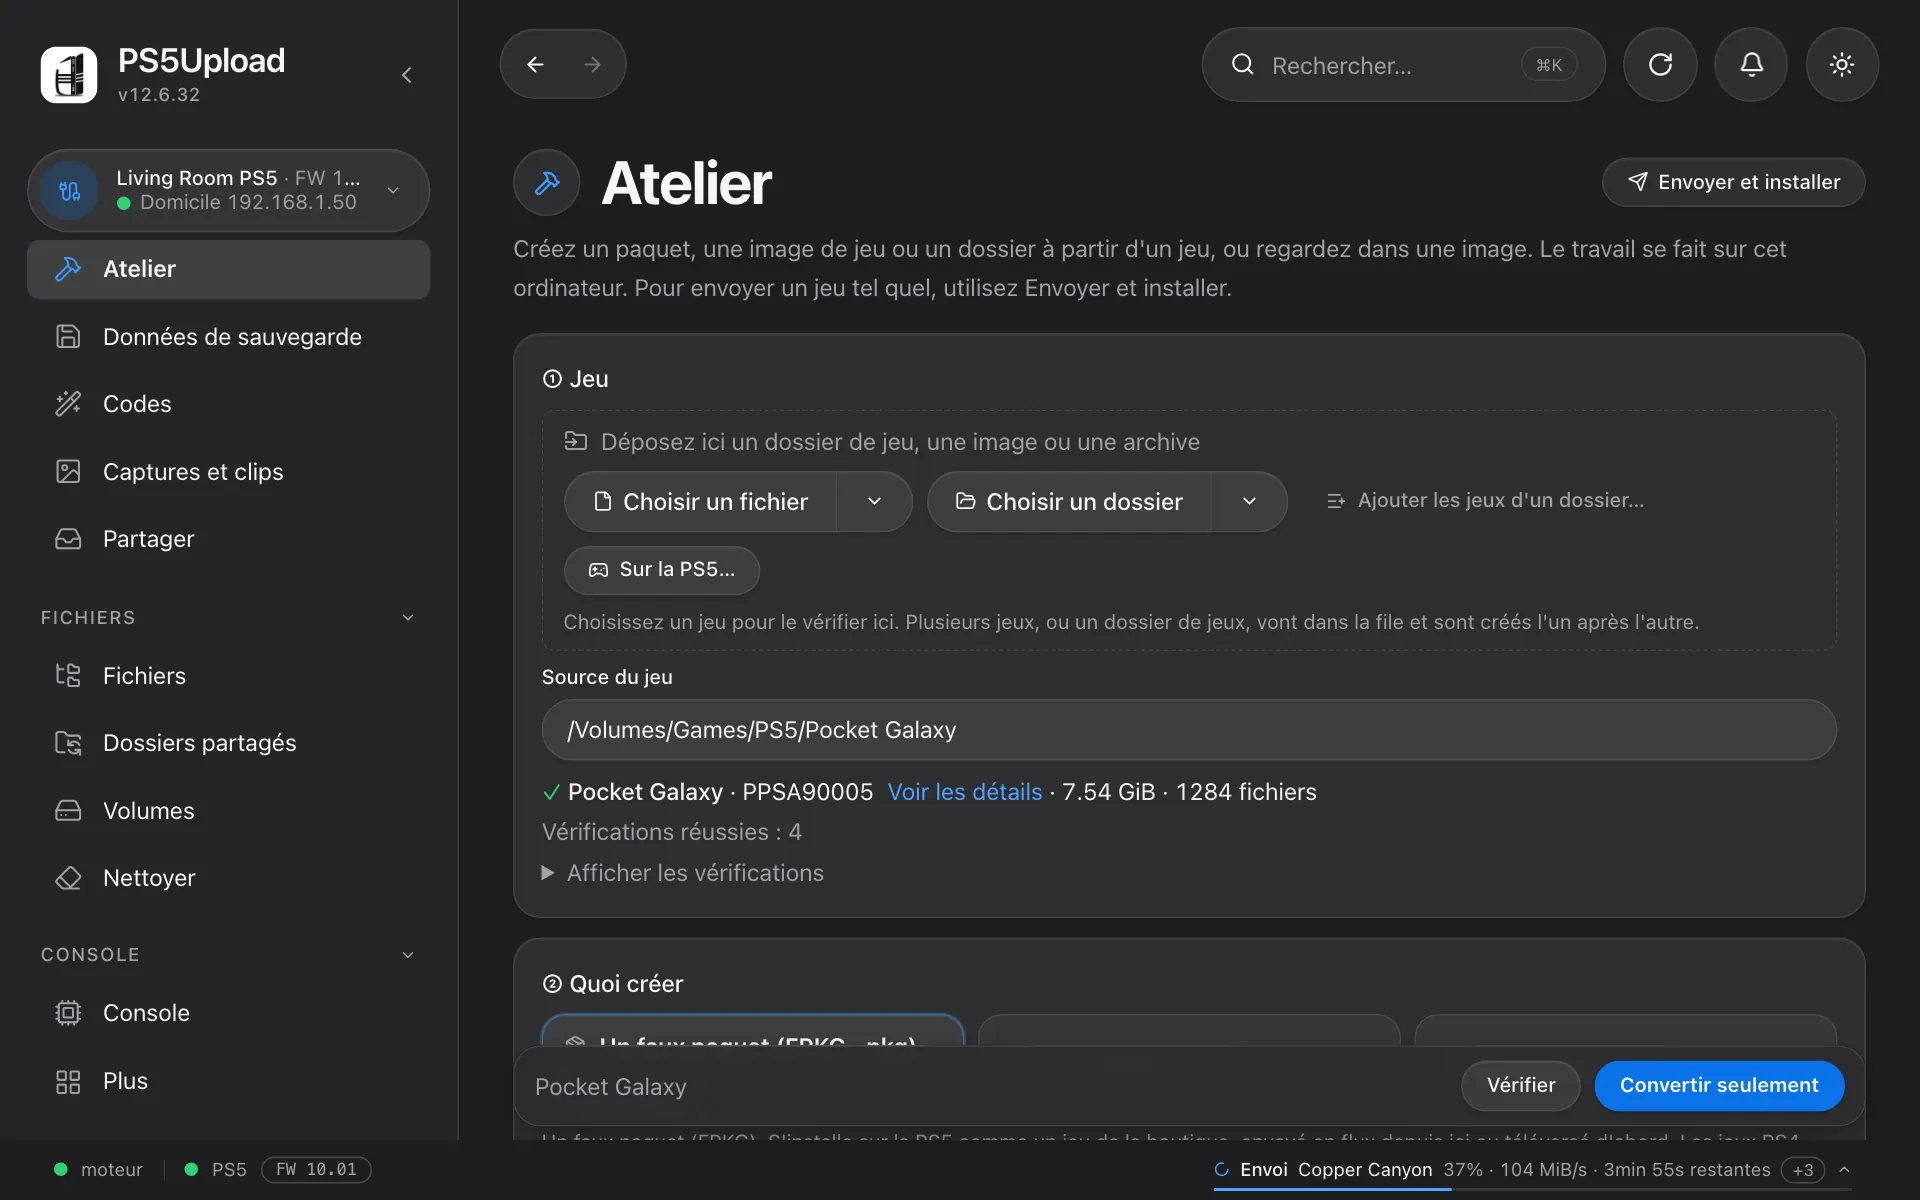 PS5Upload
v12.6.32
Living Room PS5 · FW 1...
Domicile 192.168.1.50
Atelier
Données de sauvegarde
Codes
Captures et clips
Partager
FICHIERS
Fichiers
Dossiers partagés
Volumes
Nettoyer
CONSOLE
Console
Plus
Rechercher...
⌘K
Atelier
Envoyer et installer
Créez un paquet, une image de jeu ou un dossier à partir d'un jeu, ou regardez dans une image. Le travail se fait sur cet
ordinateur. Pour envoyer un jeu tel quel, utilisez Envoyer et installer.
① Jeu
Déposez ici un dossier de jeu, une image ou une archive
Choisir un fichier
Choisir un dossier
Ajouter les jeux d'un dossier...
Sur la PS5...
Choisissez un jeu pour le vérifier ici. Plusieurs jeux, ou un dossier de jeux, vont dans la file et sont créés l'un après l'autre.
Source du jeu
/Volumes/Games/PS5/Pocket Galaxy
Pocket Galaxy · PPSA90005 Voir les détails · 7.54 GiB · 1284 fichiers
Vérifications réussies : 4
Afficher les vérifications
② Quoi créer
Un faux paquet (FPKG, .pkg)
Pocket Galaxy
Vérifier
Convertir seulement
moteur
PS5
FW 10.01
Envoi Copper Canyon 37% · 104 MiB/s · 3min 55s restantes
+3